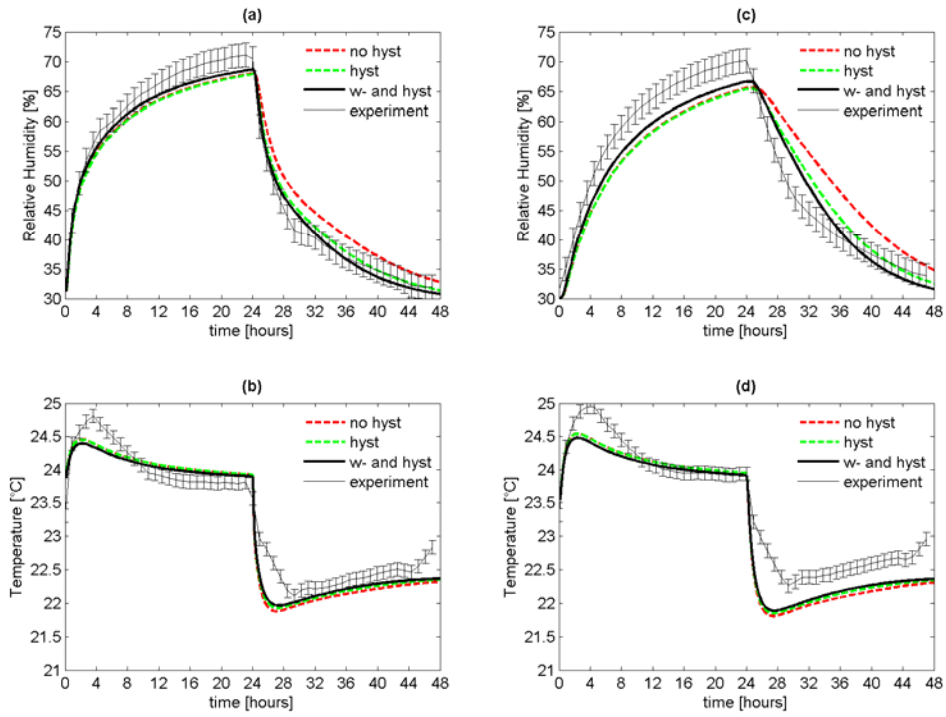 (a)
75
70
65
60
55
50
45
40
35
30
Relative Humidity [%]
no hyst
hyst
w- and hyst
experiment
0 4 8 12 16 20 24 28 32 36 40 44 48
time [hours]
(c)
75
70
65
60
55
50
45
40
35
30
Relative Humidity [%]
no hyst
hyst
w- and hyst
experiment
0 4 8 12 16 20 24 28 32 36 40 44 48
time [hours]
(b)
25
24.5
24
23.5
23
22.5
22
21.5
21
Temperature [°C]
no hyst
hyst
w- and hyst
experiment
0 4 8 12 16 20 24 28 32 36 40 44 48
time [hours]
(d)
25
24.5
24
23.5
23
22.5
22
21.5
21
Temperature [°C]
no hyst
hyst
w- and hyst
experiment
0 4 8 12 16 20 24 28 32 36 40 44 48
time [hours]